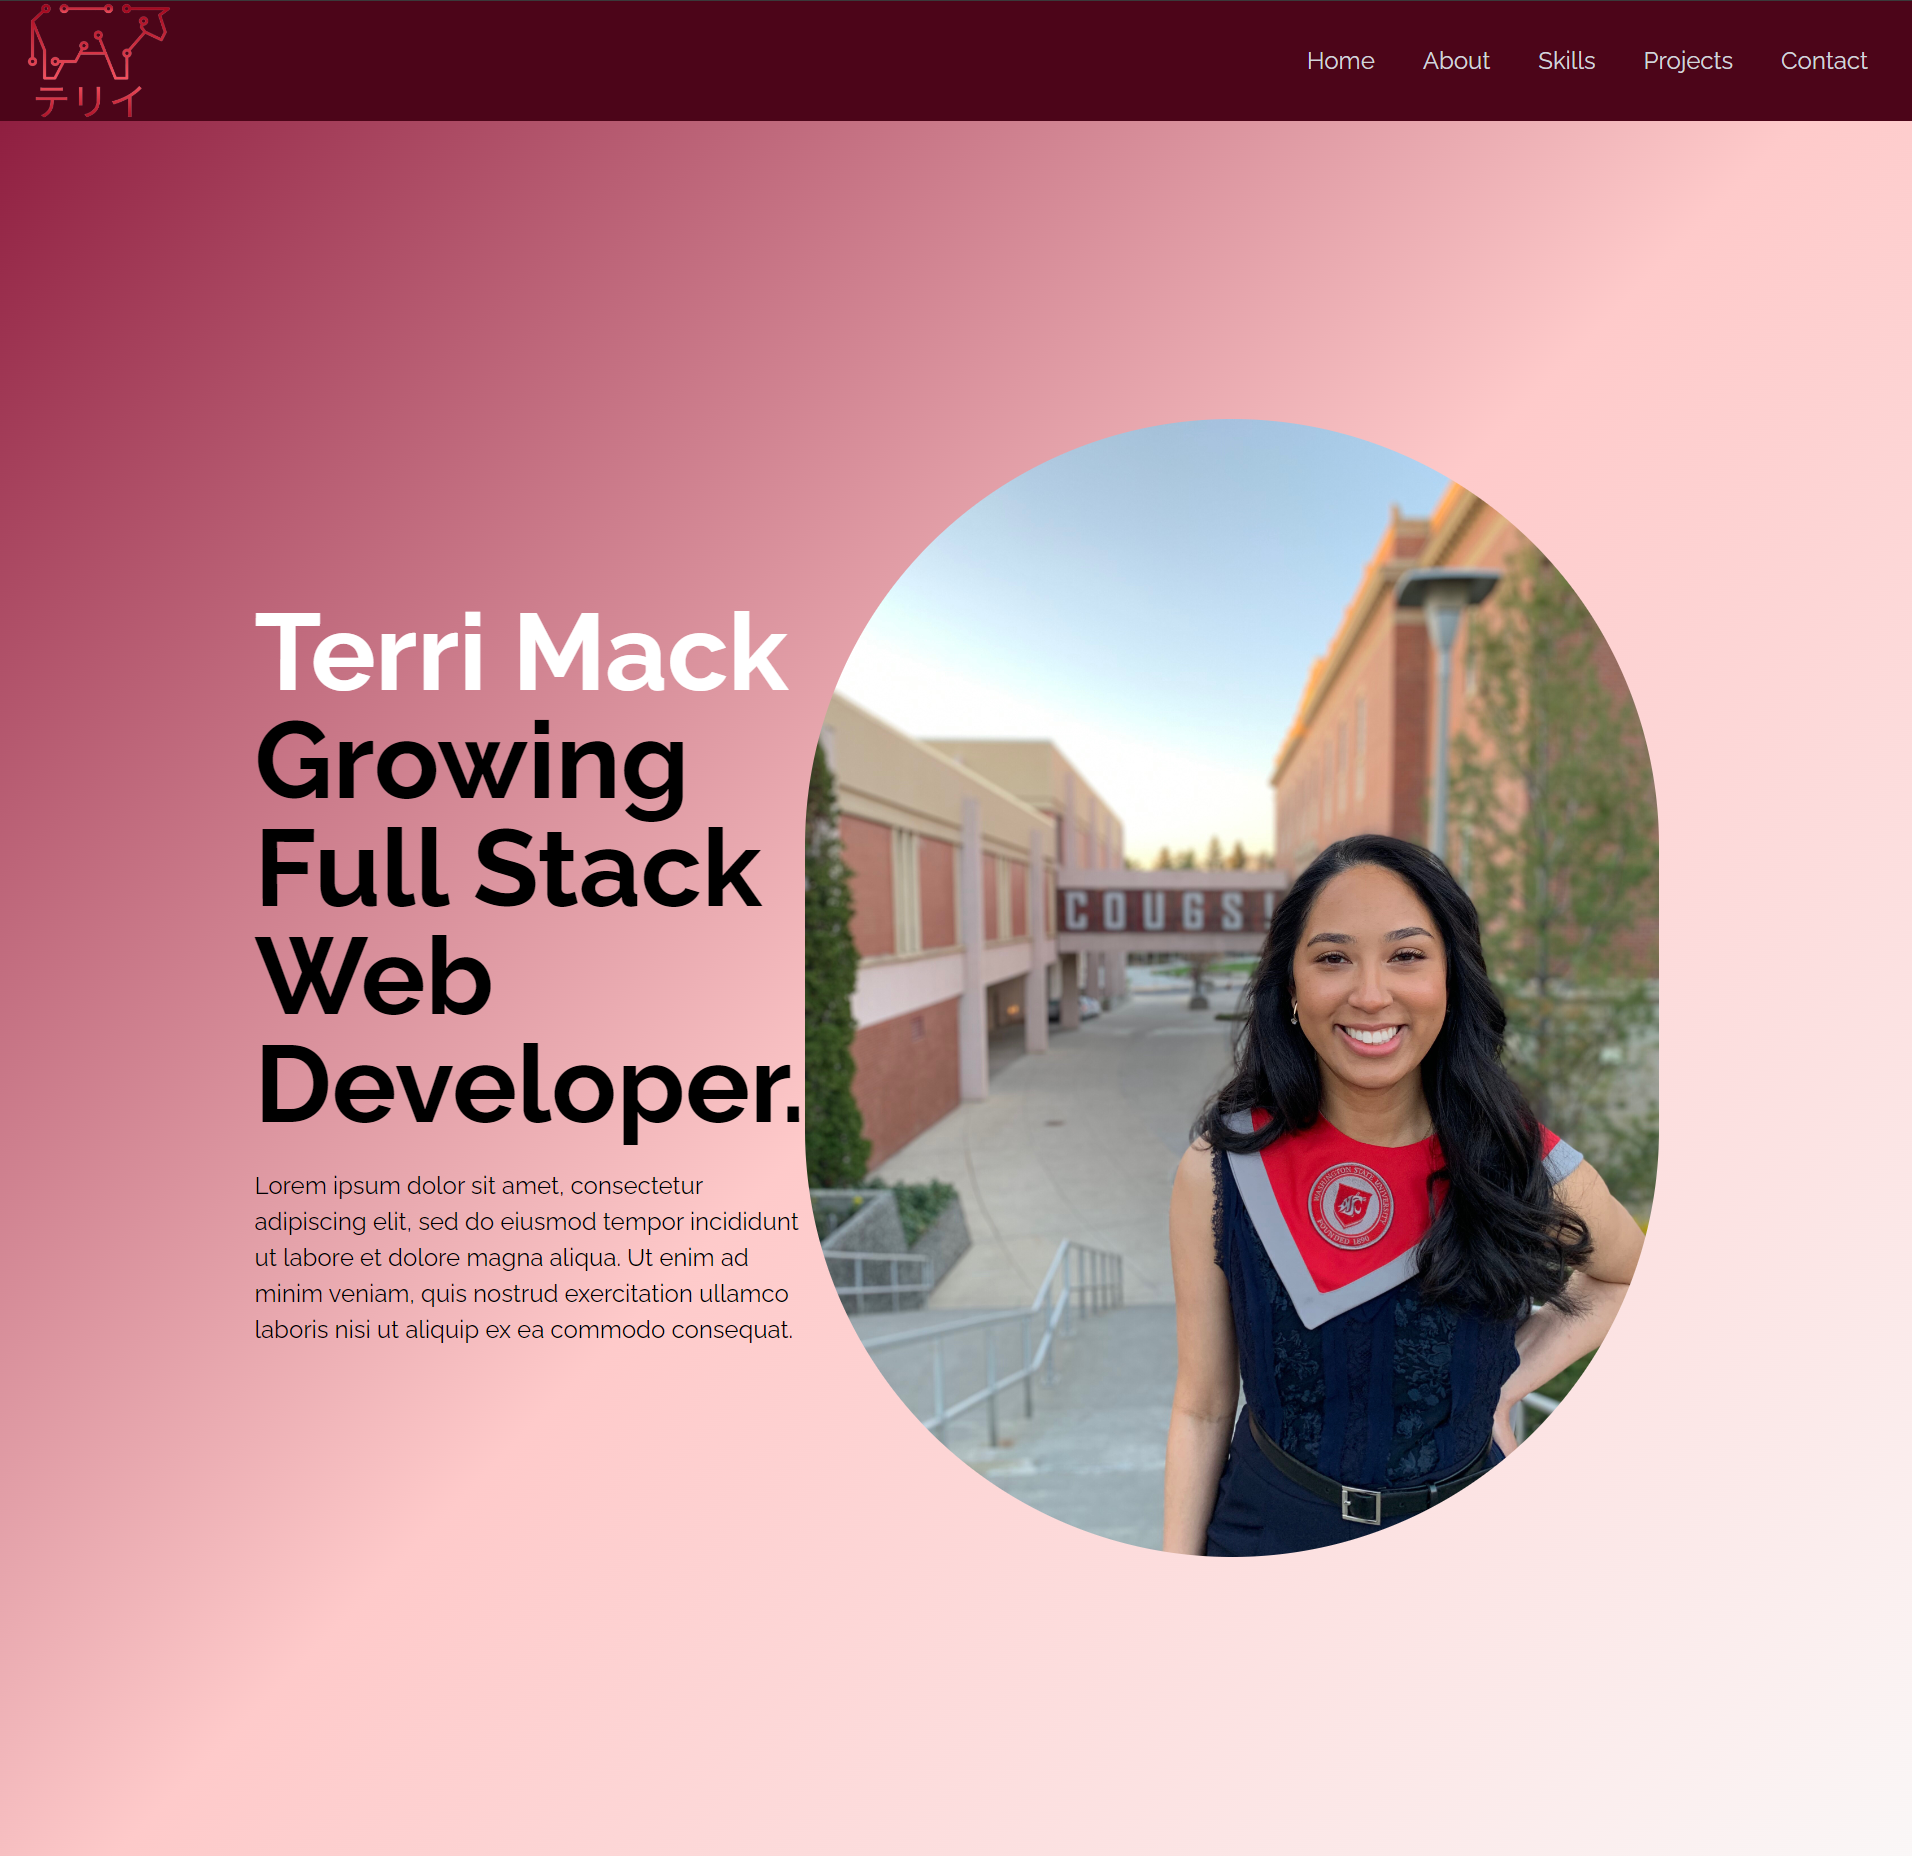 テリイ
Home About Skills Projects Contact
Terri Mack
Growing
Full Stack
Web
Developer.
Lorem ipsum dolor sit amet, consectetur
adipiscing elit, sed do eiusmod tempor incididunt
ut labore et dolore magna aliqua. Ut enim ad
minim veniam, quis nostrud exercitation ullamco
laboris nisi ut aliquip ex ea commodo consequat.
COUGS!
WASHINGTON STATE UNIVERSITY
FOUNDED 1890